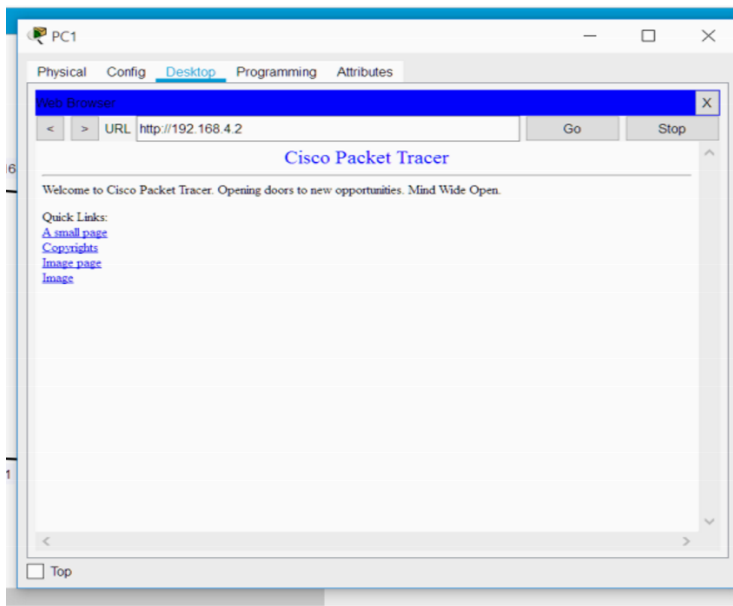 PC1
Physical Config Desktop Programming Attributes
Web Browser X
< > URL http://192.168.4.2 Go Stop
Cisco Packet Tracer
Welcome to Cisco Packet Tracer. Opening doors to new opportunities. Mind Wide Open.
Quick Links:
A small page
Copyrights
Image page
Image
Top
6
1